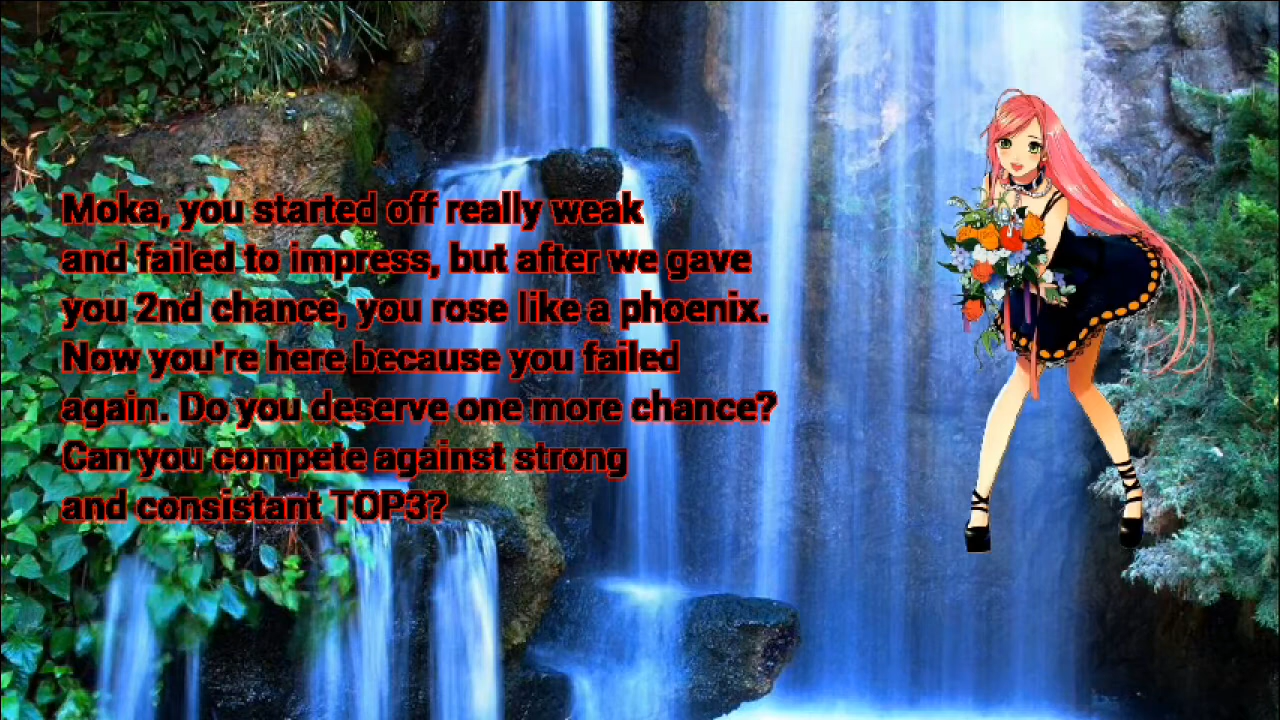 Moka, you started off really weak
and failed to impress, but after we gave
you 2nd chance, you rose like a phoenix.
Now you're here because you failed
again. Do you deserve one more chance?
Can you compete against strong
and consistant TOP3?